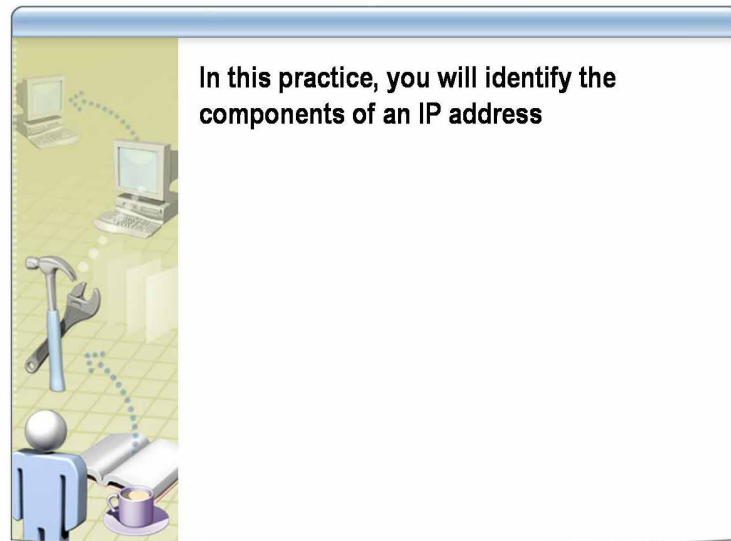 In this practice, you will identify the
components of an IP address